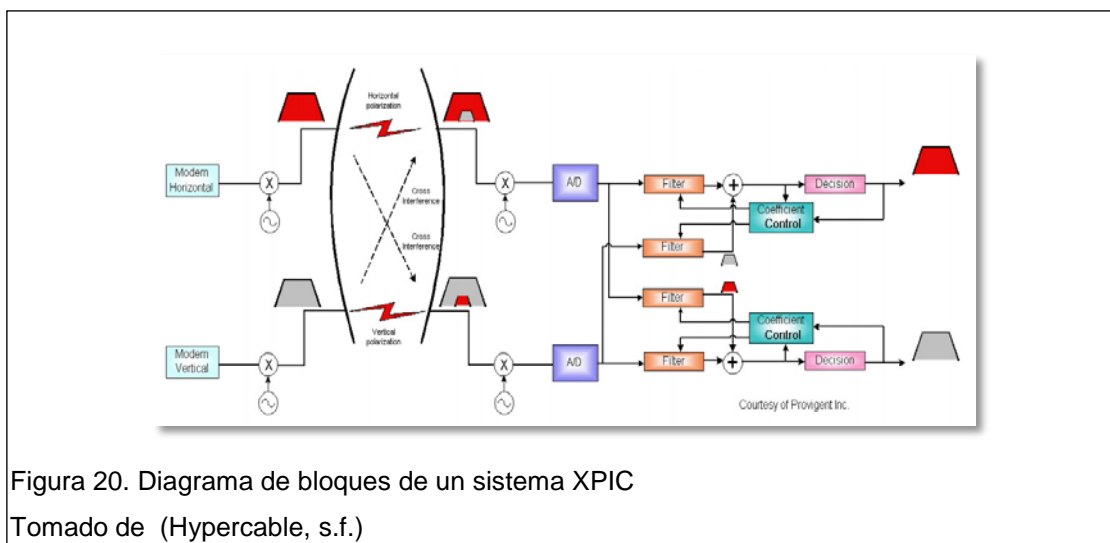 Horizontal
polarization
Modem
Horizontal
X
X
A/D
Filter
+
Decision
Coefficient
Control
Cross
Interference
Cross
Interference
Filter
Filter
Coefficient
Control
Vertical
polarization
Modem
Vertical
X
X
A/D
Filter
+
Decision
Courtesy of Provigent Inc.
Figura 20. Diagrama de bloques de un sistema XPIC
Tomado de (Hypercable, s.f.)